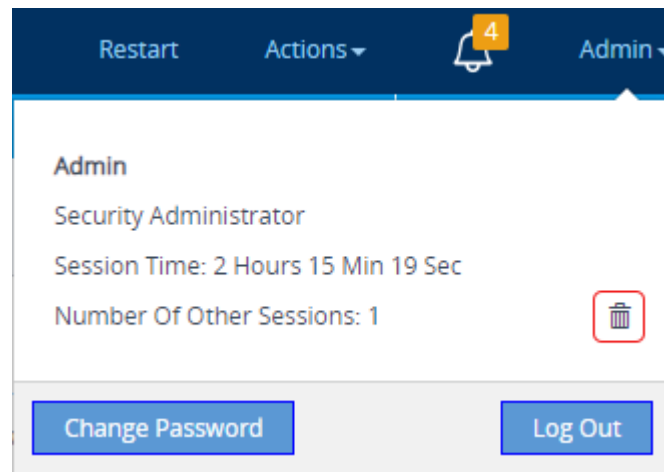 Restart Actions 4 Admin
Admin
Security Administrator
Session Time: 2 Hours 15 Min 19 Sec
Number Of Other Sessions: 1
Change Password Log Out